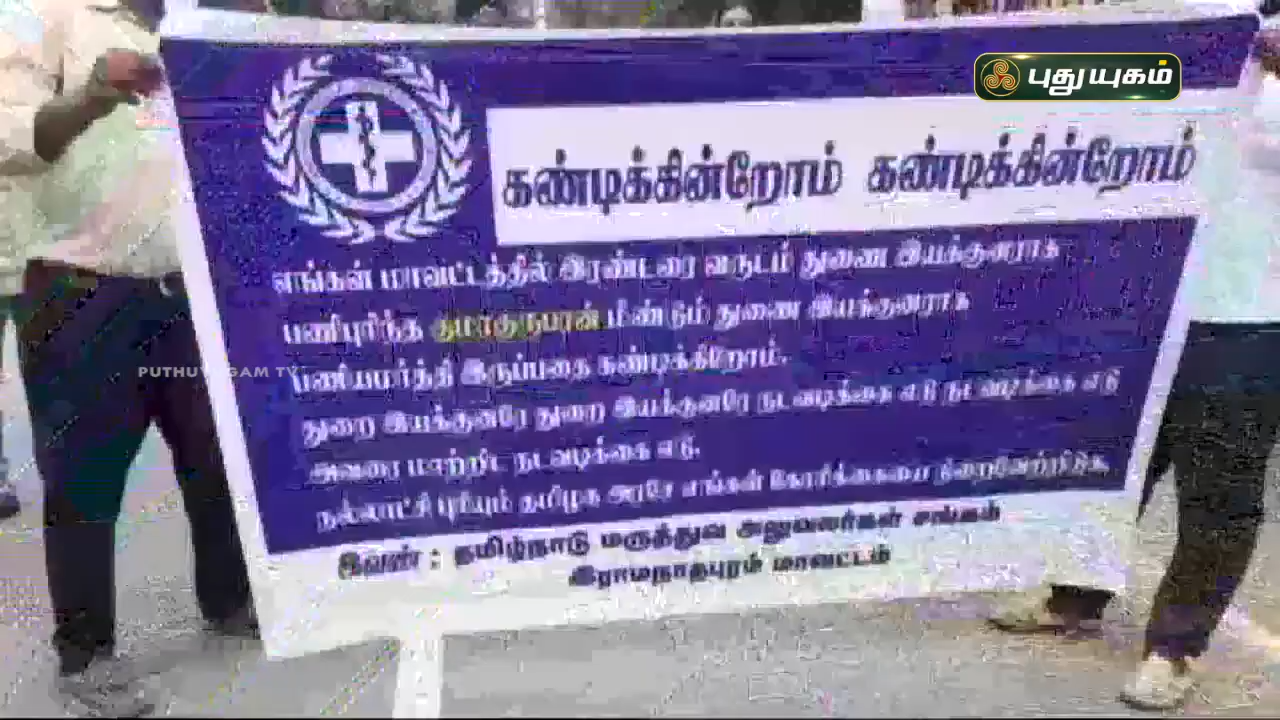 புதுயுகம்
கண்டிக்கின்றோம் கண்டிக்கின்றோம்
எங்கள் மாவட்டத்தில் இரண்டரை வருடம் துணை இயக்குனராக
பணிபுரிந்த மீண்டும் துணை இயக்குனராக
பணியமர்த்தி இருப்பதை கண்டிக்கிறோம்.
துறை இயக்குனரே துறை இயக்குனரே நடவடிக்கை எடு நடவடிக்கை எடு
அவரை மாற்றிட நடவடிக்கை எடு.
நல்லாட்சி புரியும் தமிழக அரசே எங்கள் கோரிக்கையை நிறைவேற்றிடுக.
இவண் : தமிழ்நாடு மருத்துவ அலுவலர்கள் சங்கம்
இராமநாதபுரம் மாவட்டம்
PUTHUYUGAM TV